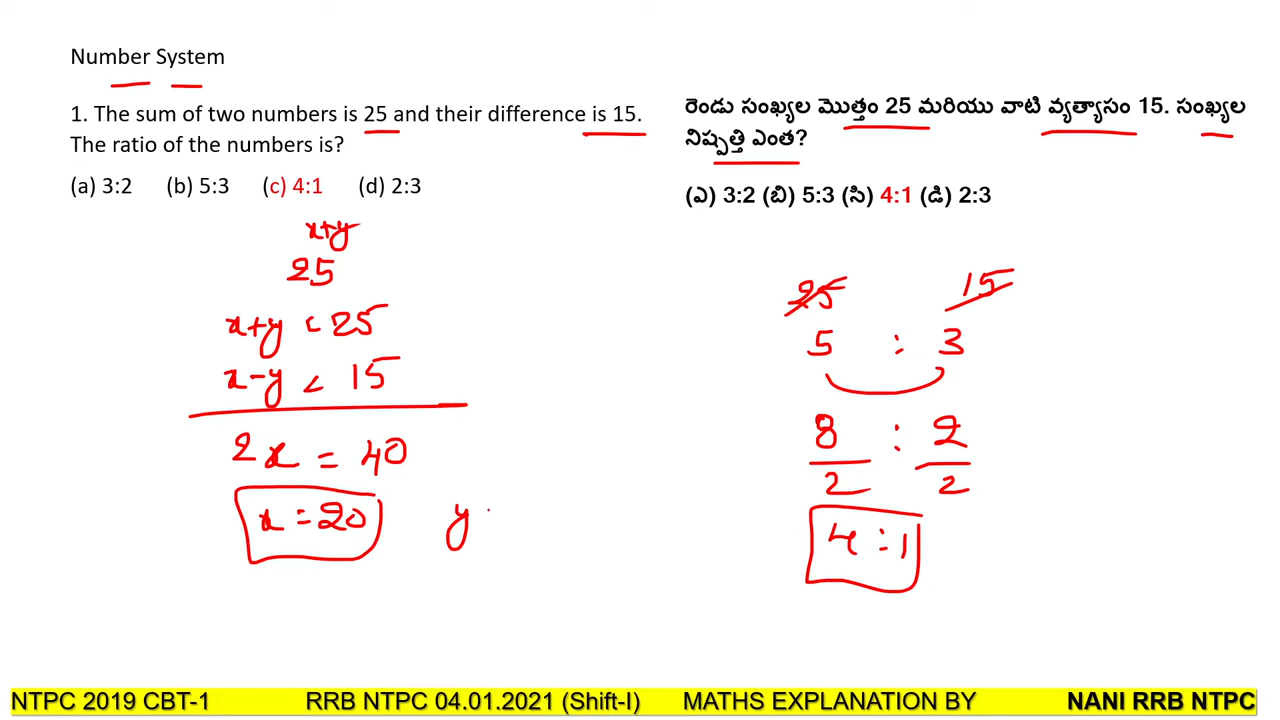 Number System
1. The sum of two numbers is 25 and their difference is 15.
The ratio of the numbers is?
(a) 3:2 (b) 5:3 (c) 4:1 (d) 2:3
x+y
25
x+y = 25
x-y = 15
2x = 40
x = 20 y
రెండు సంఖ్యల మొత్తం 25 మరియు వాటి వ్యత్యాసం 15. సంఖ్యల
నిష్పత్తి ఎంత?
(ఎ) 3:2 (బి) 5:3 (సి) 4:1 (డి) 2:3
25 15
5 : 3
8 : 2
2 2
4 : 1
NTPC 2019 CBT-1 RRB NTPC 04.01.2021 (Shift-I) MATHS EXPLANATION BY NANI RRB NTPC